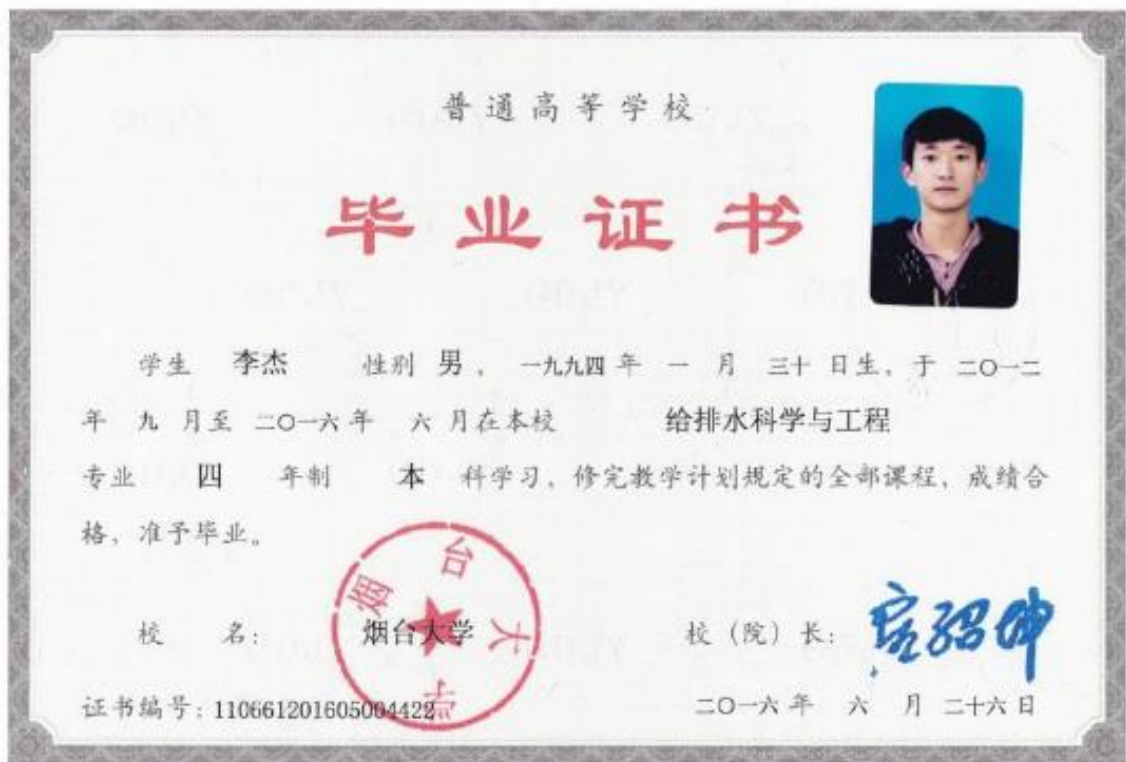 普通高等学校
毕业证书
学生 李杰 性别 男 ，一九九四 年 一 月 三十 日生，于 二〇一二
年 九 月至 二〇一六 年 六 月在本校 给排水科学与工程
专业 四 年制 本 科学习，修完教学计划规定的全部课程，成绩合
格，准予毕业。
烟台大学
校 名： 烟台大学 校（院）长：
证书编号：110661201605004422 二〇一六 年 六 月 二十六 日